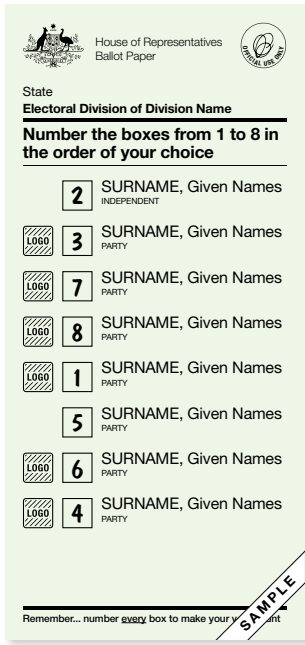 House of Representatives
Ballot Paper
OFFICIAL USE ONLY
State
Electoral Division of Division Name
Number the boxes from 1 to 8 in
the order of your choice
2 SURNAME, Given Names
INDEPENDENT
LOGO 3 SURNAME, Given Names
PARTY
LOGO 7 SURNAME, Given Names
PARTY
LOGO 8 SURNAME, Given Names
PARTY
LOGO 1 SURNAME, Given Names
PARTY
5 SURNAME, Given Names
PARTY
LOGO 6 SURNAME, Given Names
PARTY
LOGO 4 SURNAME, Given Names
PARTY
Remember... number every box to make your
SAMPLE